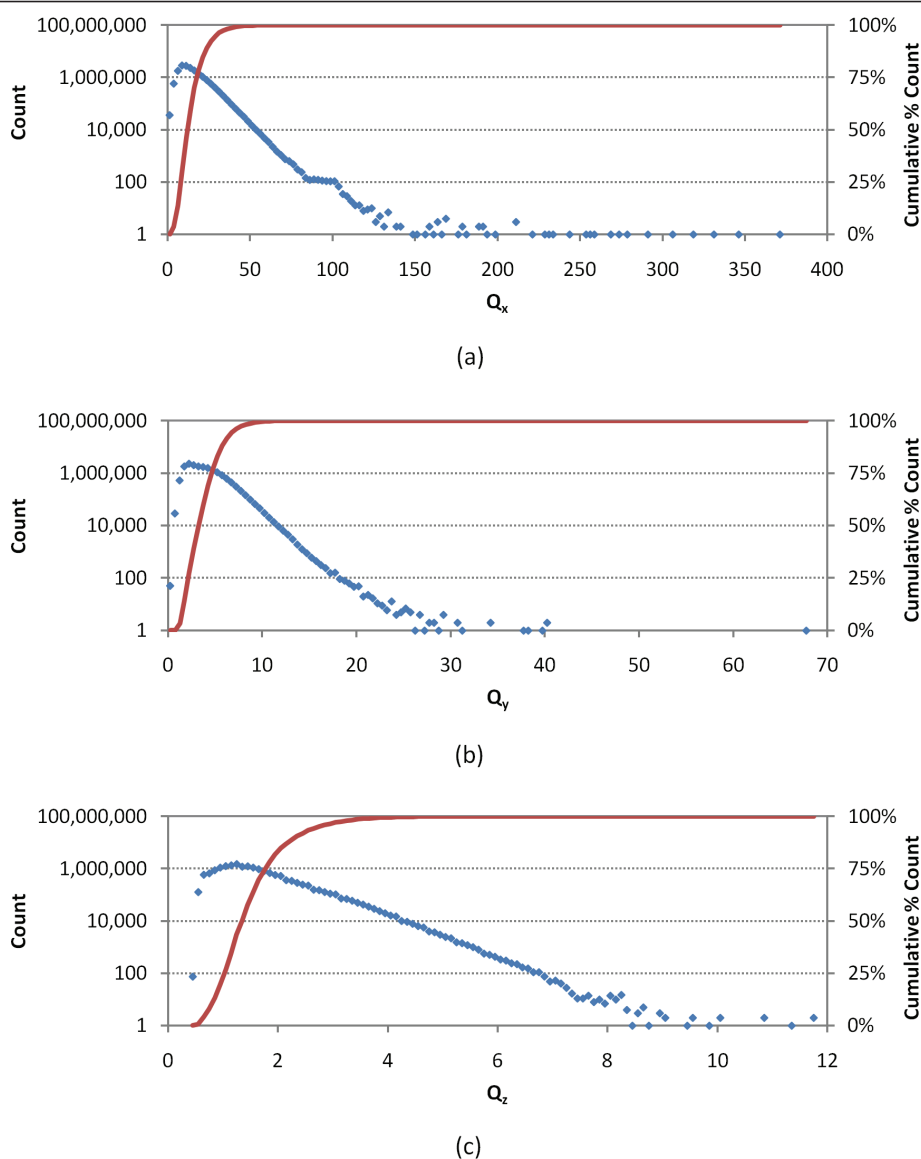 100,000,000 100%
1,000,000 75%
10,000 50%
100 25%
1 0%
0 50 100 150 200 250 300 350 400
Count
Cumulative % Count
Qx
(a)
100,000,000 100%
1,000,000 75%
10,000 50%
100 25%
1 0%
0 10 20 30 40 50 60 70
Count
Cumulative % Count
Qy
(b)
100,000,000 100%
1,000,000 75%
10,000 50%
100 25%
1 0%
0 2 4 6 8 10 12
Count
Cumulative % Count
Qz
(c)